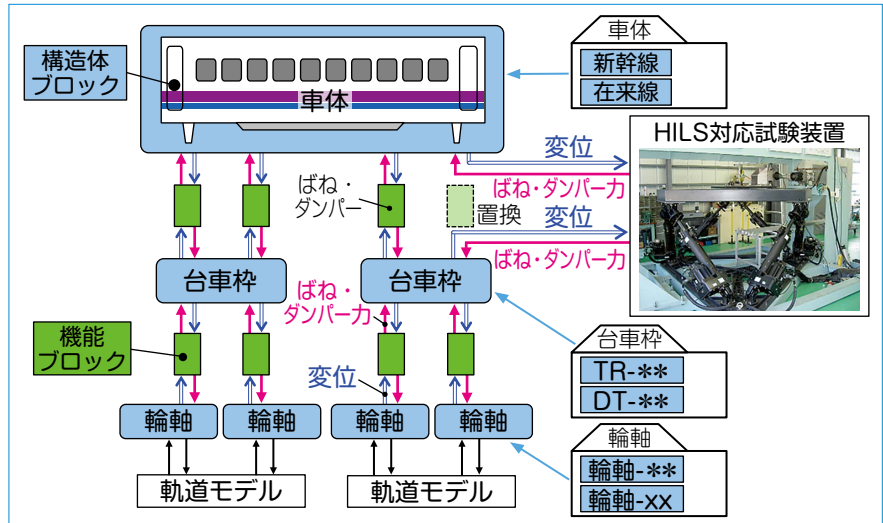 構造体
ブロック
車体
車体
新幹線
在来線
HILS対応試験装置
変位
ばね・ダンパー力
ばね・
ダンパー
置換
変位
ばね・ダンパー力
台車枠
台車枠
ばね・
ダンパー力
機能
ブロック
変位
台車枠
TR-**
DT-**
輪軸
輪軸
輪軸
輪軸
輪軸
輪軸-**
輪軸-xx
軌道モデル
軌道モデル